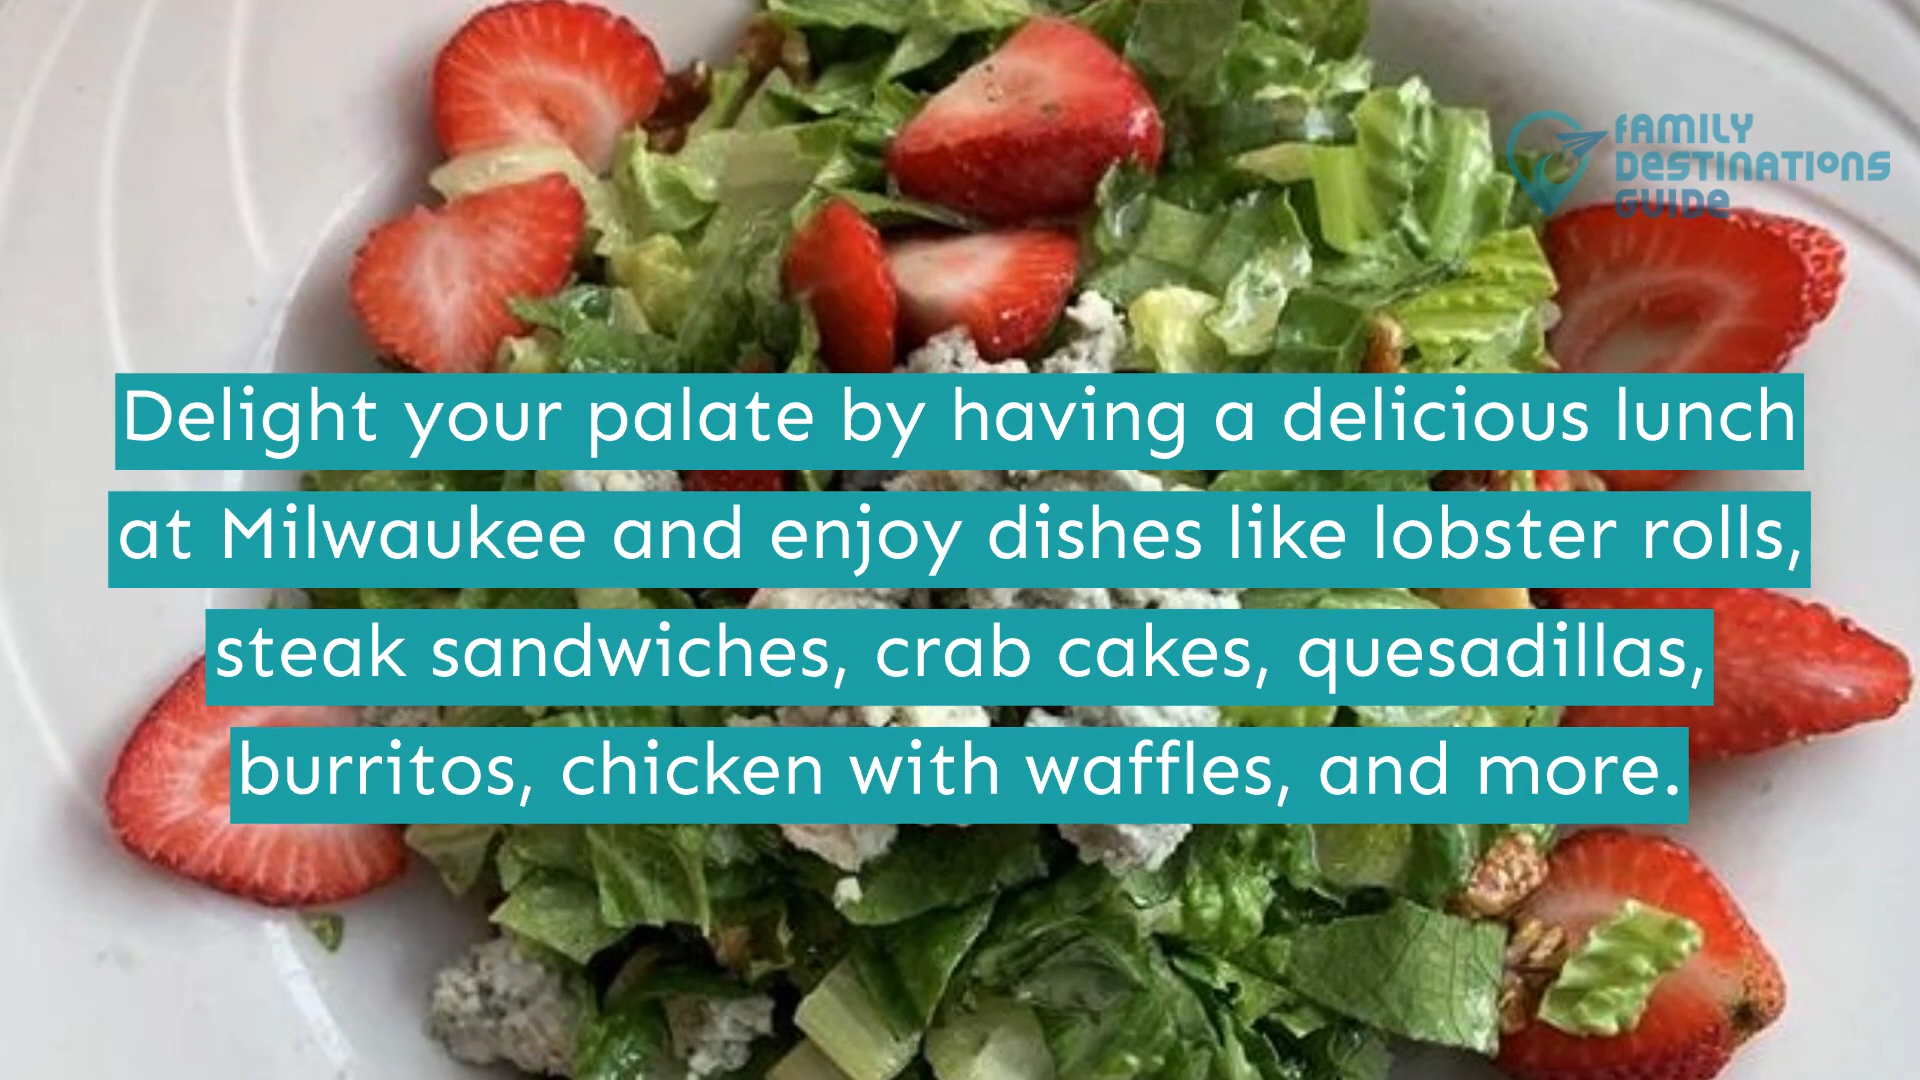 FAMILY
DESTINATIONS
GUIDE
Delight your palate by having a delicious lunch
at Milwaukee and enjoy dishes like lobster rolls,
steak sandwiches, crab cakes, quesadillas,
burritos, chicken with waffles, and more.